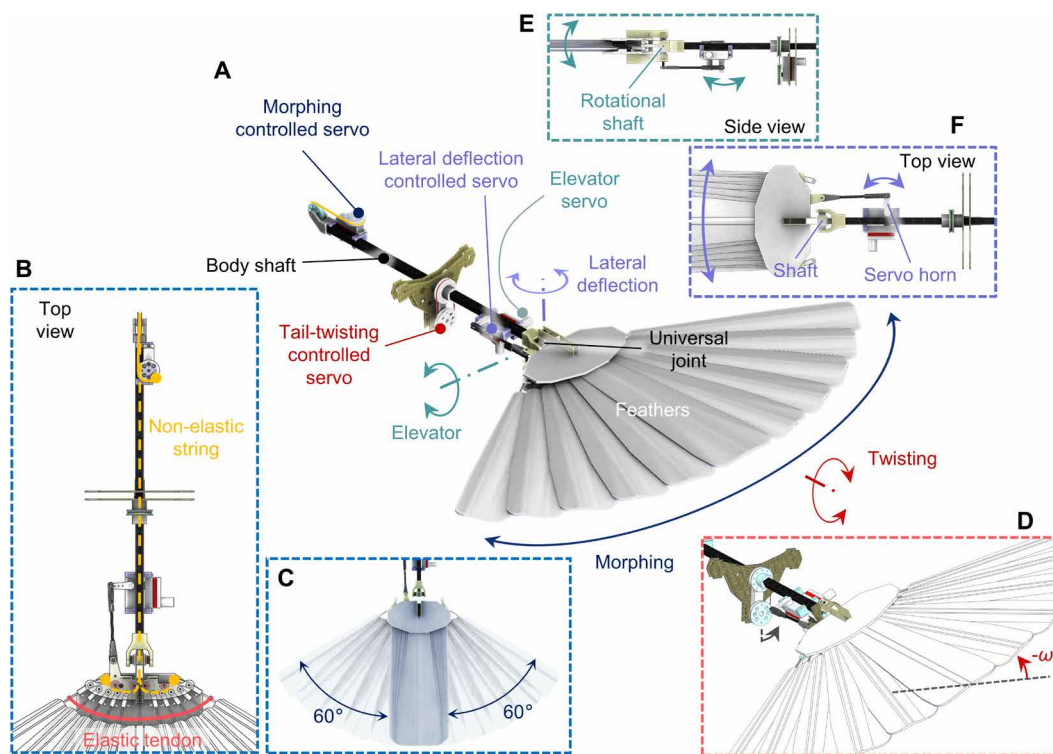 E
A
Morphing
controlled servo
Rotational
shaft
Side view
F
Lateral deflection
controlled servo
Elevator
servo
Top view
Body shaft
Lateral
deflection
Shaft
Servo horn
B
Top
view
Tail-twisting
controlled
servo
Universal
joint
Elevator
Feathers
Non-elastic
string
Twisting
D
Morphing
C
60°
60°
-ω
Elastic tendon